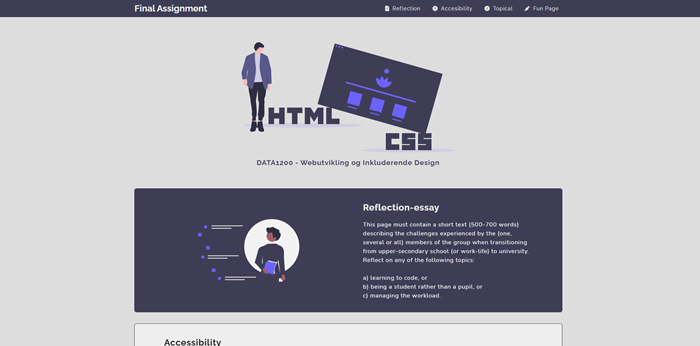 Final Assignment
Reflection
Accesibility
Topical
Fun Page
HTML
CSS
DATA1200 - Webutvikling og Inkluderende Design
Reflection-essay
This page must contain a short text (500-700 words)
describing the challenges experienced by the (one,
several or all) members of the group when transitioning
from upper-secondary school (or work-life) to university.
Reflect on any of the following topics:
a) learning to code, or
b) being a student rather than a pupil, or
c) managing the workload.
Accessibility